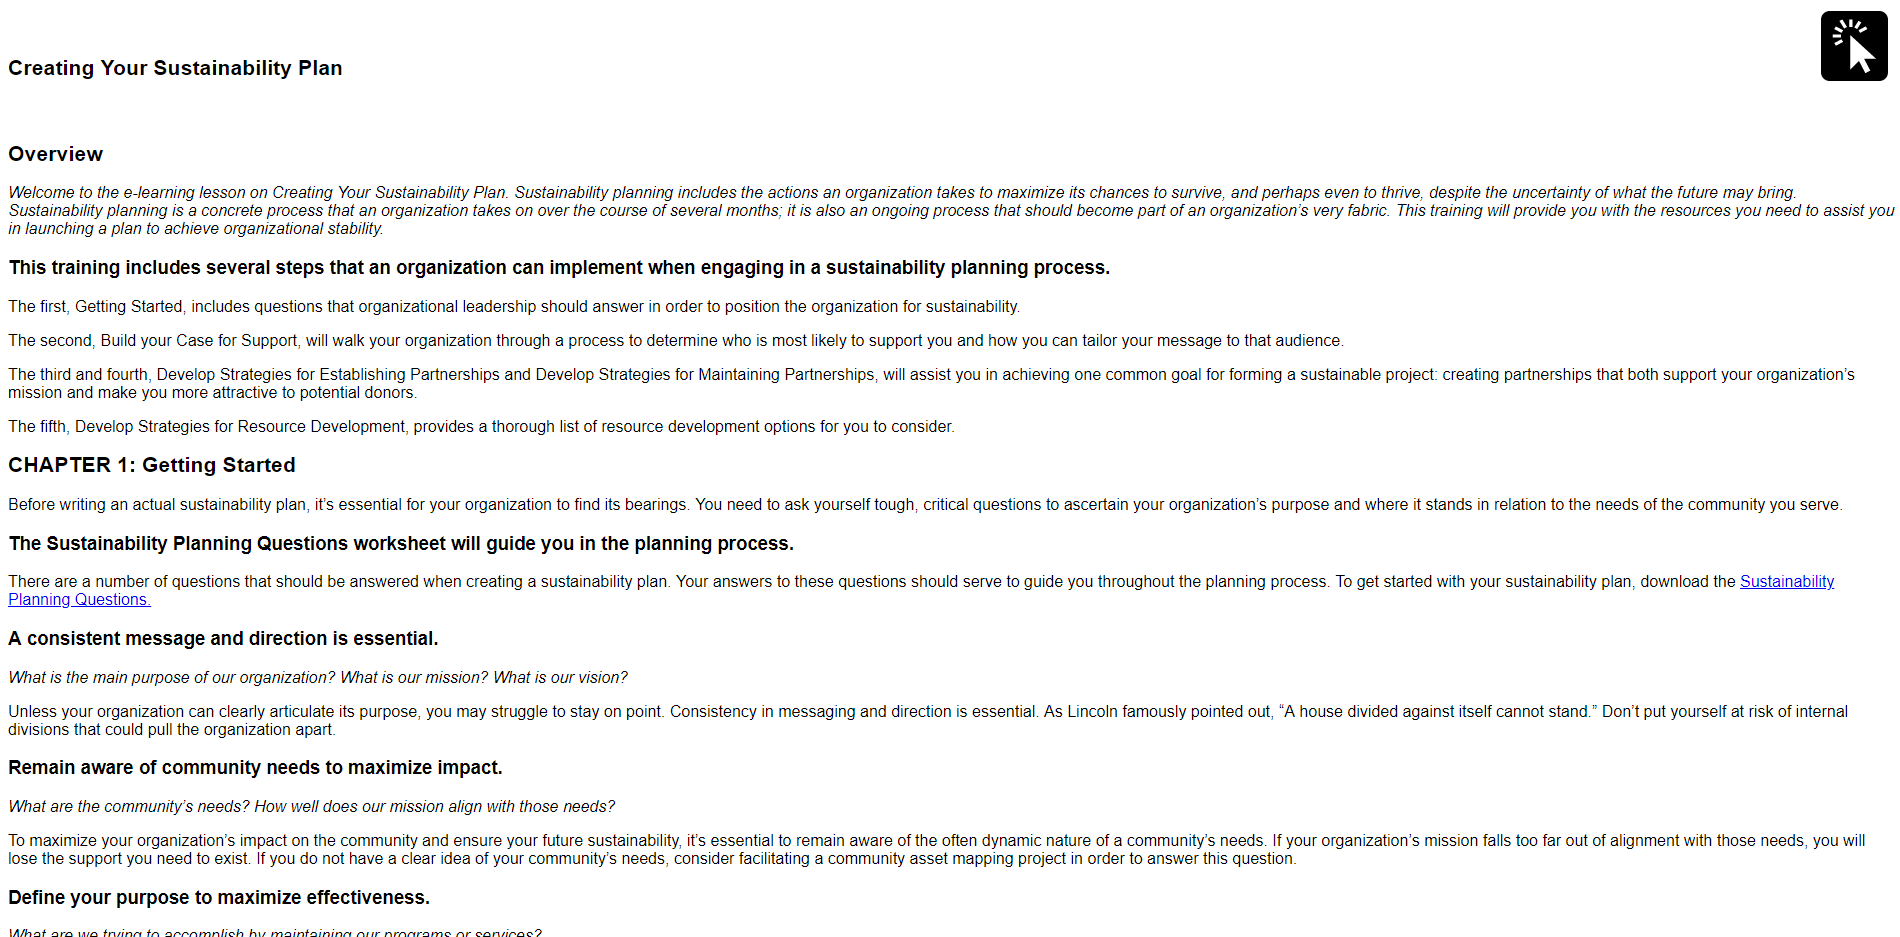 Creating Your Sustainability Plan
Overview
Welcome to the e-learning lesson on Creating Your Sustainability Plan. Sustainability planning includes the actions an organization takes to maximize its chances to survive, and perhaps even to thrive, despite the uncertainty of what the future may bring.
Sustainability planning is a concrete process that an organization takes on over the course of several months; it is also an ongoing process that should become part of an organization’s very fabric. This training will provide you with the resources you need to assist you
in launching a plan to achieve organizational stability.
This training includes several steps that an organization can implement when engaging in a sustainability planning process.
The first, Getting Started, includes questions that organizational leadership should answer in order to position the organization for sustainability.
The second, Build your Case for Support, will walk your organization through a process to determine who is most likely to support you and how you can tailor your message to that audience.
The third and fourth, Develop Strategies for Establishing Partnerships and Develop Strategies for Maintaining Partnerships, will assist you in achieving one common goal for forming a sustainable project: creating partnerships that both support your organization’s
mission and make you more attractive to potential donors.
The fifth, Develop Strategies for Resource Development, provides a thorough list of resource development options for you to consider.
CHAPTER 1: Getting Started
Before writing an actual sustainability plan, it’s essential for your organization to find its bearings. You need to ask yourself tough, critical questions to ascertain your organization’s purpose and where it stands in relation to the needs of the community you serve.
The Sustainability Planning Questions worksheet will guide you in the planning process.
There are a number of questions that should be answered when creating a sustainability plan. Your answers to these questions should serve to guide you throughout the planning process. To get started with your sustainability plan, download the Sustainability
Planning Questions.
A consistent message and direction is essential.
What is the main purpose of our organization? What is our mission? What is our vision?
Unless your organization can clearly articulate its purpose, you may struggle to stay on point. Consistency in messaging and direction is essential. As Lincoln famously pointed out, “A house divided against itself cannot stand.” Don’t put yourself at risk of internal
divisions that could pull the organization apart.
Remain aware of community needs to maximize impact.
What are the community’s needs? How well does our mission align with those needs?
To maximize your organization’s impact on the community and ensure your future sustainability, it’s essential to remain aware of the often dynamic nature of a community’s needs. If your organization’s mission falls too far out of alignment with those needs, you will
lose the support you need to exist. If you do not have a clear idea of your community’s needs, consider facilitating a community asset mapping project in order to answer this question.
Define your purpose to maximize effectiveness.
What are we trying to accomplish by maintaining our programs or services?